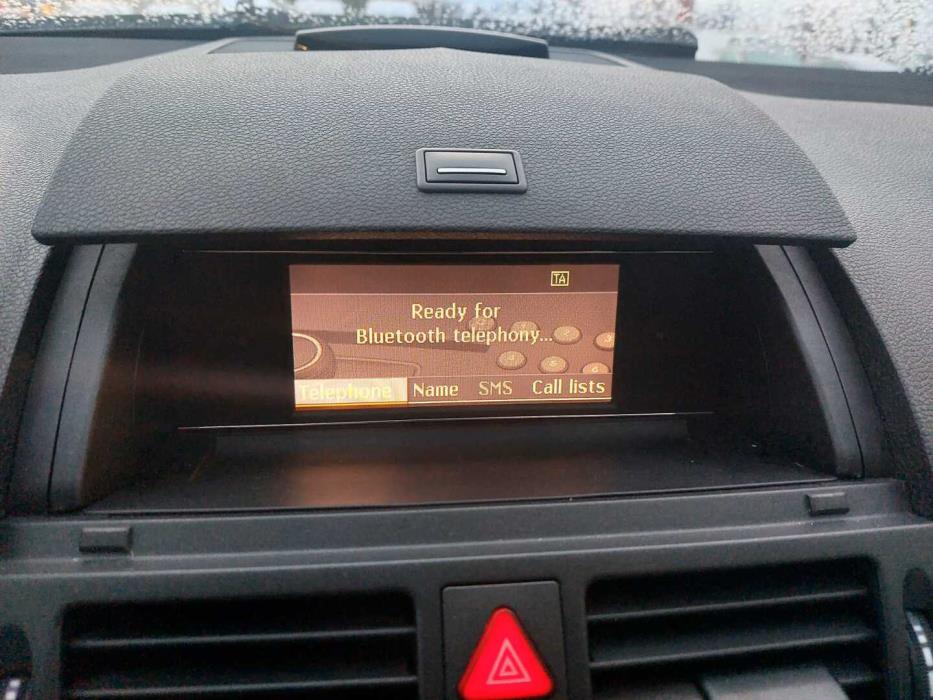 TA
Ready for
Bluetooth telephony...
Telephone Name SMS Call lists